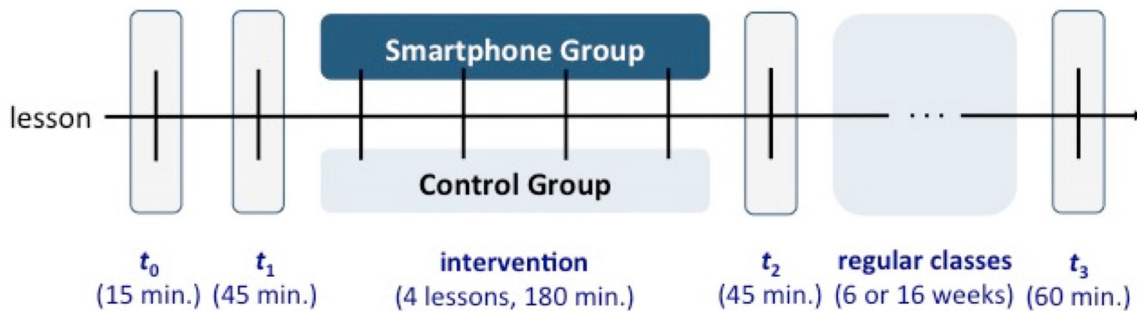 Smartphone Group
lesson
...
Control Group
t0 t1 intervention t2 regular classes t3
(15 min.) (45 min.) (4 lessons, 180 min.) (45 min.) (6 or 16 weeks) (60 min.)